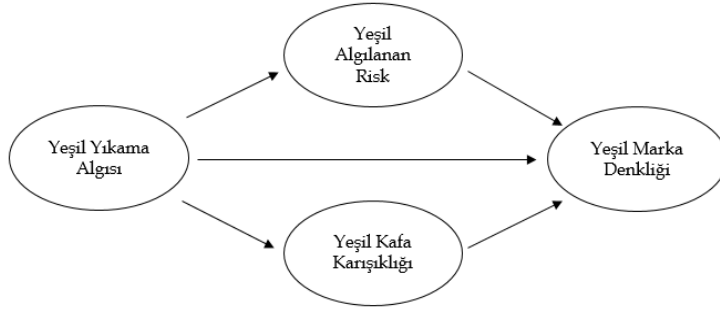 Yeşil
Algılanan
Risk
Yeşil Yıkama
Algısı
Yeşil Marka
Denkliği
Yeşil Kafa
Karışıklığı